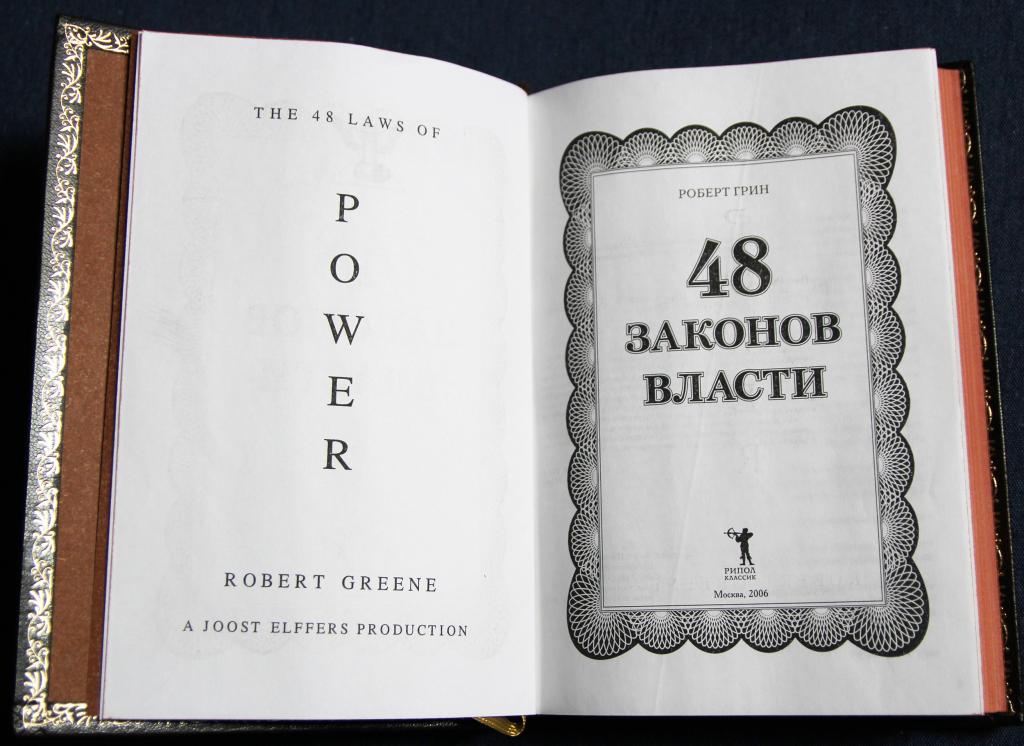 THE 48 LAWS OF
P
O
W
E
R
ROBERT GREENE
A JOOST ELFFERS PRODUCTION
РОБЕРТ ГРИН
48
ЗАКОНОВ
ВЛАСТИ
РИПОЛ
КЛАССИК
Москва, 2006